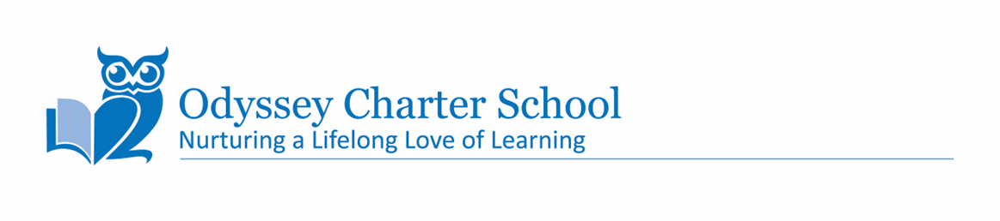 Odyssey Charter School
Nurturing a Lifelong Love of Learning